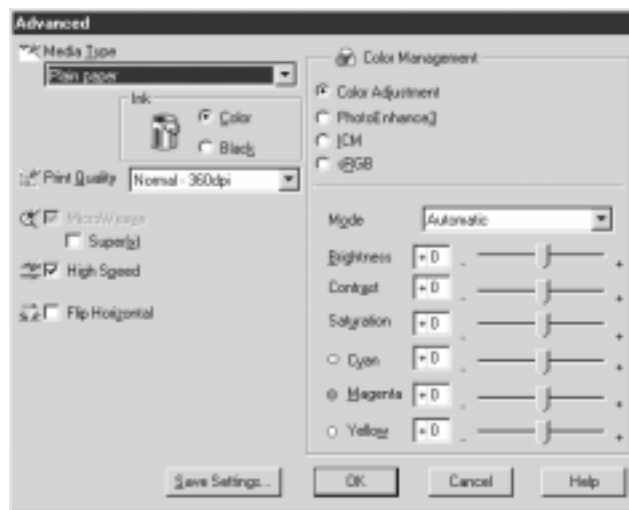 Advanced
Media Type
Plain paper
Ink
Color
Black
Print Quality
Normal - 360dpi
MicroWeave
Super(x)
High Speed
Flip Horizontal
Color Management
Color Adjustment
PhotoEnhance3
ICM
sRGB
Mode
Automatic
Brightness + 0 - +
Contrast + 0 - +
Saturation + 0 - +
Cyan + 0 - +
Magenta + 0 - +
Yellow + 0 - +
Save Settings...
OK
Cancel
Help